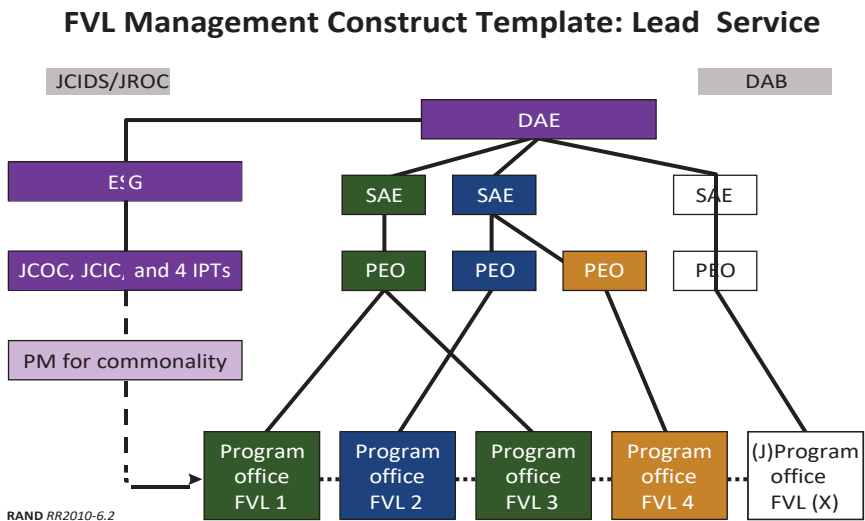 FVL Management Construct Template: Lead Service
JCIDS/JROC
DAB
DAE
ESG
SAE
SAE
SAE
JCOC, JCIC, and 4 IPTs
PEO
PEO
PEO
PEO
PM for commonality
Program
office
FVL 1
Program
office
FVL 2
Program
office
FVL 3
Program
office
FVL 4
(J)Program
office
FVL (X)
RAND RR2010-6.2